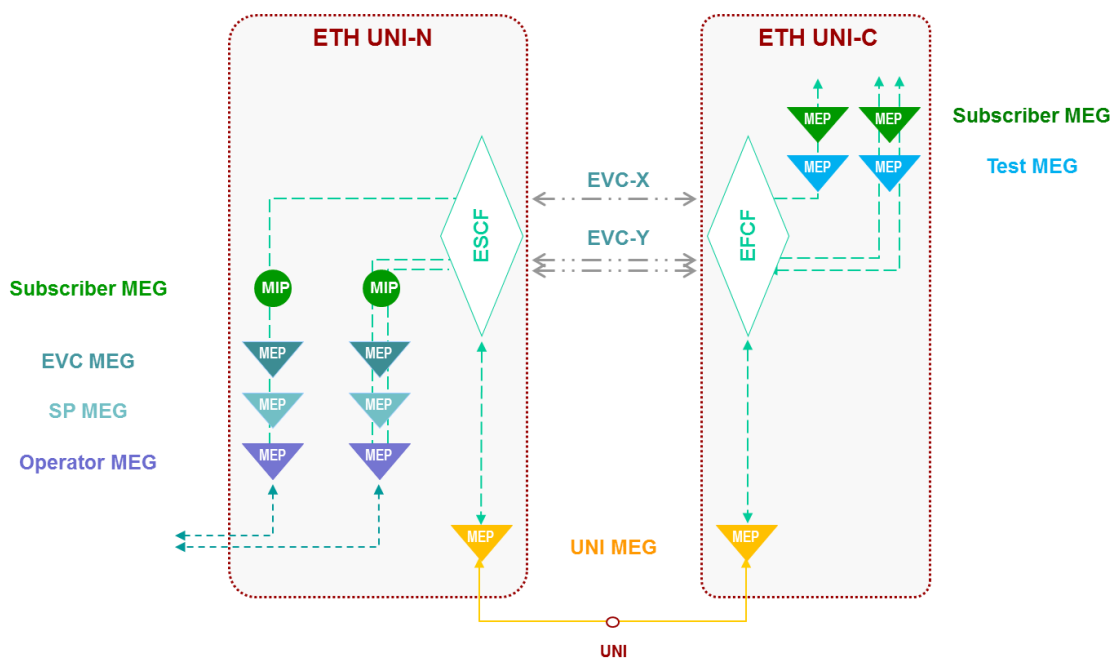 ETH UNI-N
ETH UNI-C
MEP
MEP
Subscriber MEG
MEP
MEP
Test MEG
EVC-X
ESCF
EFCF
EVC-Y
Subscriber MEG
MIP
MIP
EVC MEG
MEP
MEP
SP MEG
MEP
MEP
Operator MEG
MEP
MEP
MEP
MEP
UNI MEG
UNI